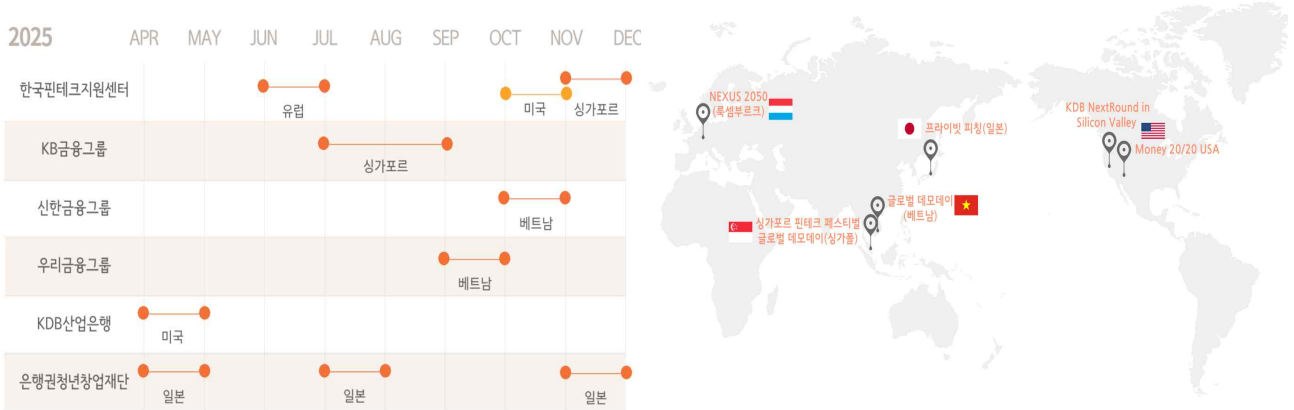 2025 APR MAY JUN JUL AUG SEP OCT NOV DEC
한국핀테크지원센터
유럽
미국
싱가포르
KB금융그룹
싱가포르
신한금융그룹
베트남
우리금융그룹
베트남
KDB산업은행
미국
은행권청년창업재단
일본
일본
일본
NEXUS 2050
(룩셈부르크)
프라이빗 피칭(일본)
KDB NextRound in
Silicon Valley
Money 20/20 USA
글로벌 데모데이
(베트남)
싱가포르 핀테크 페스티벌
글로벌 데모데이(싱가폴)